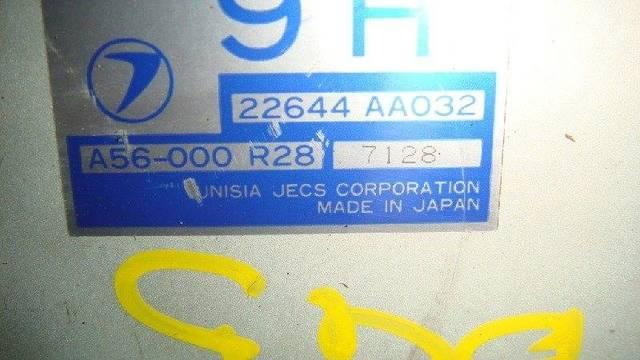 9H
22644 AA032
A56-000 R28 7128
UNISIA JECS CORPORATION
MADE IN JAPAN